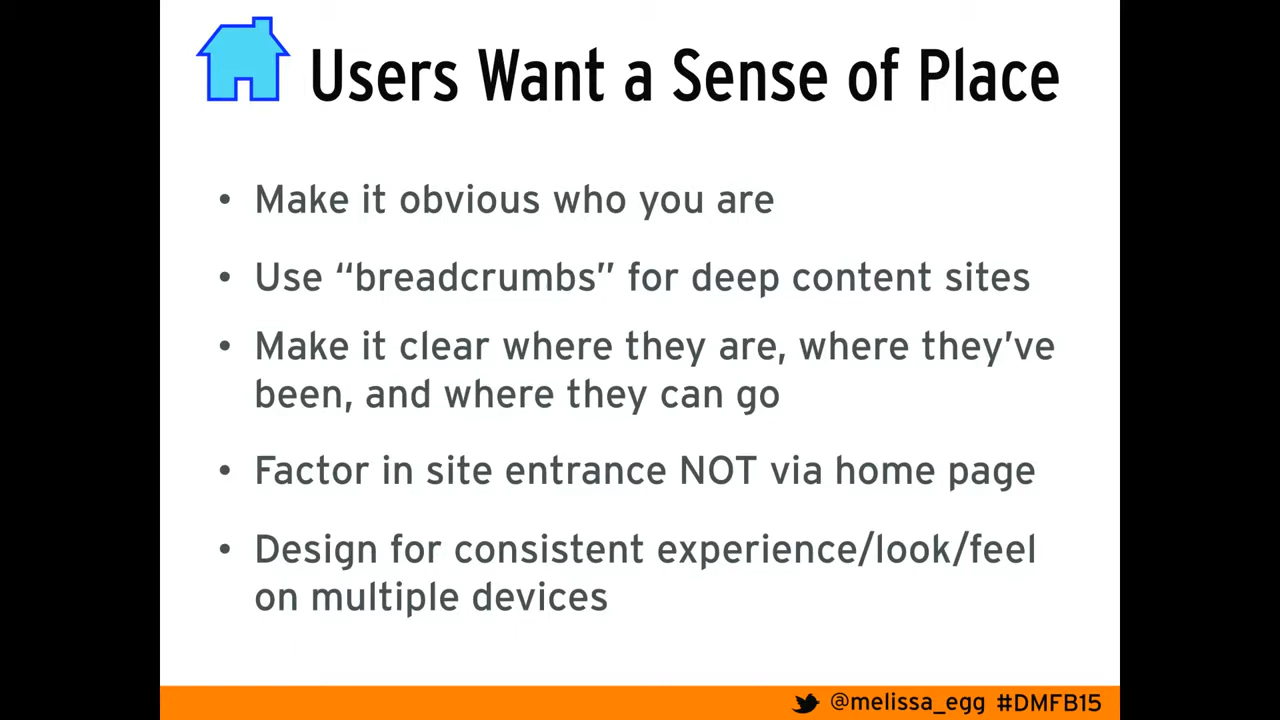 Users Want a Sense of Place
• Make it obvious who you are
• Use “breadcrumbs” for deep content sites
• Make it clear where they are, where they’ve
been, and where they can go
• Factor in site entrance NOT via home page
• Design for consistent experience/look/feel
on multiple devices
@melissa_egg #DMFB15